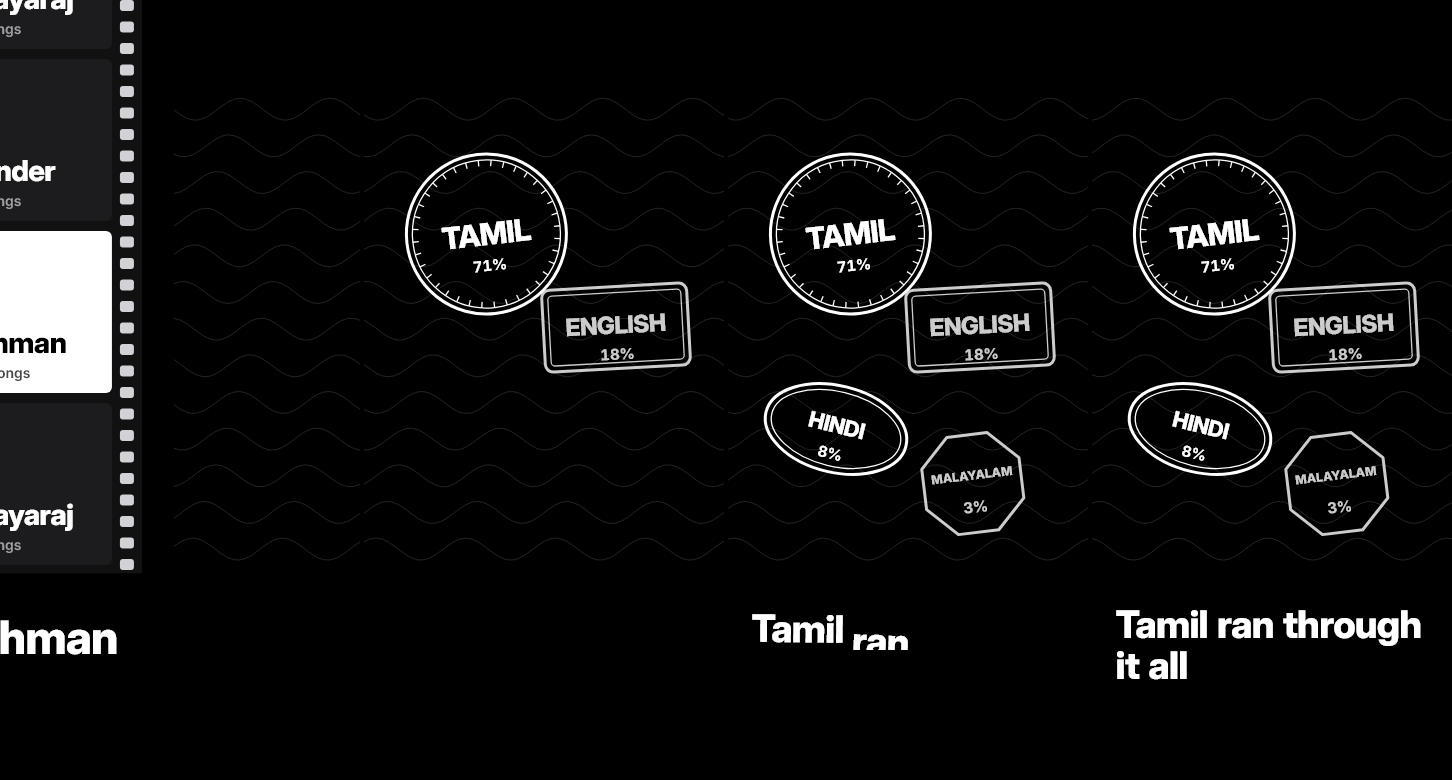 ayaraj
ngs
nder
ngs
hman
ongs
ayaraj
ngs
hman
TAMIL
71%
ENGLISH
18%
TAMIL
71%
ENGLISH
18%
HINDI
8%
MALAYALAM
3%
Tamil ran
TAMIL
71%
ENGLISH
18%
HINDI
8%
MALAYALAM
3%
Tamil ran through
it all